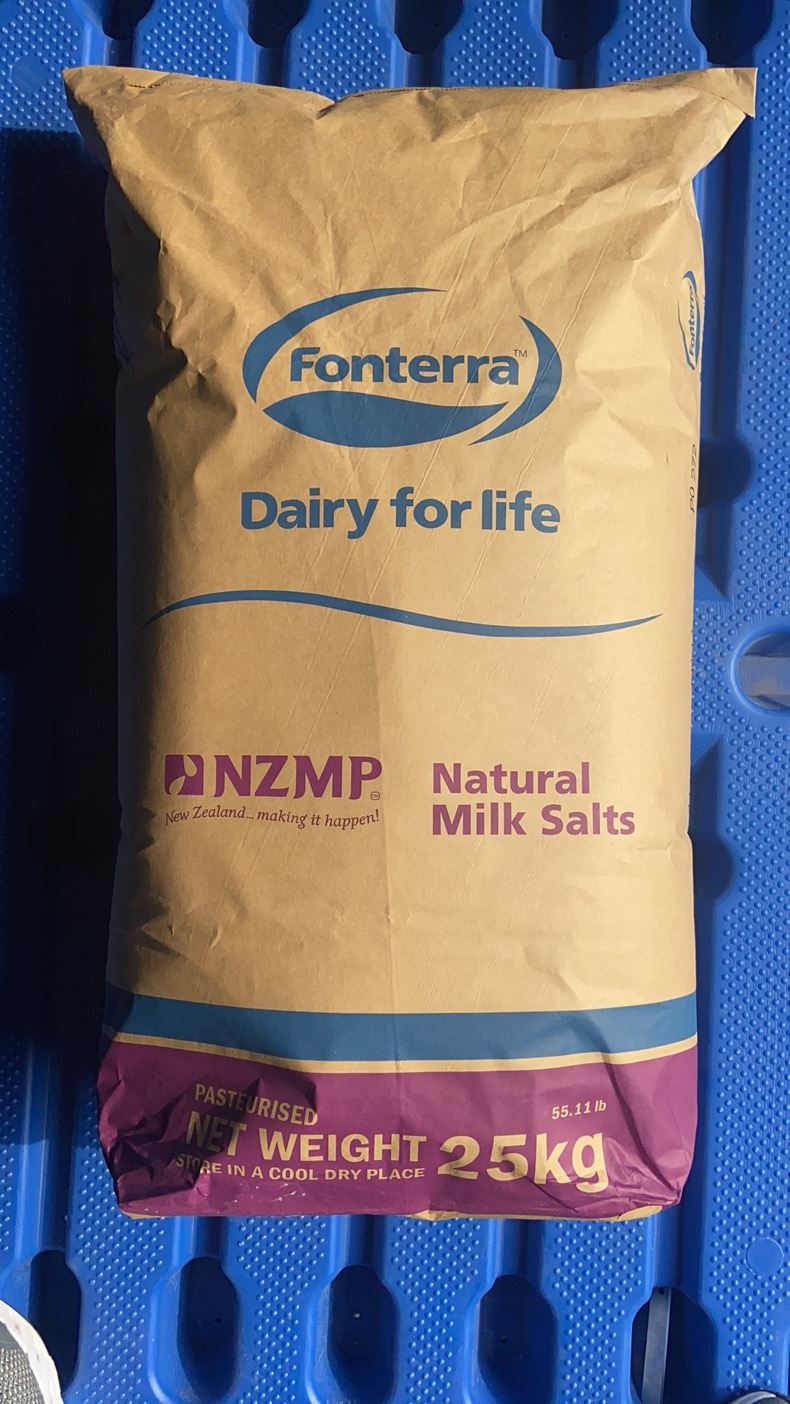 Fonterra™
Dairy for life
NZMP™
New Zealand... making it happen!
Natural
Milk Salts
PASTEURISED
NET WEIGHT
STORE IN A COOL DRY PLACE
55.11 lb
25kg
Fonterra